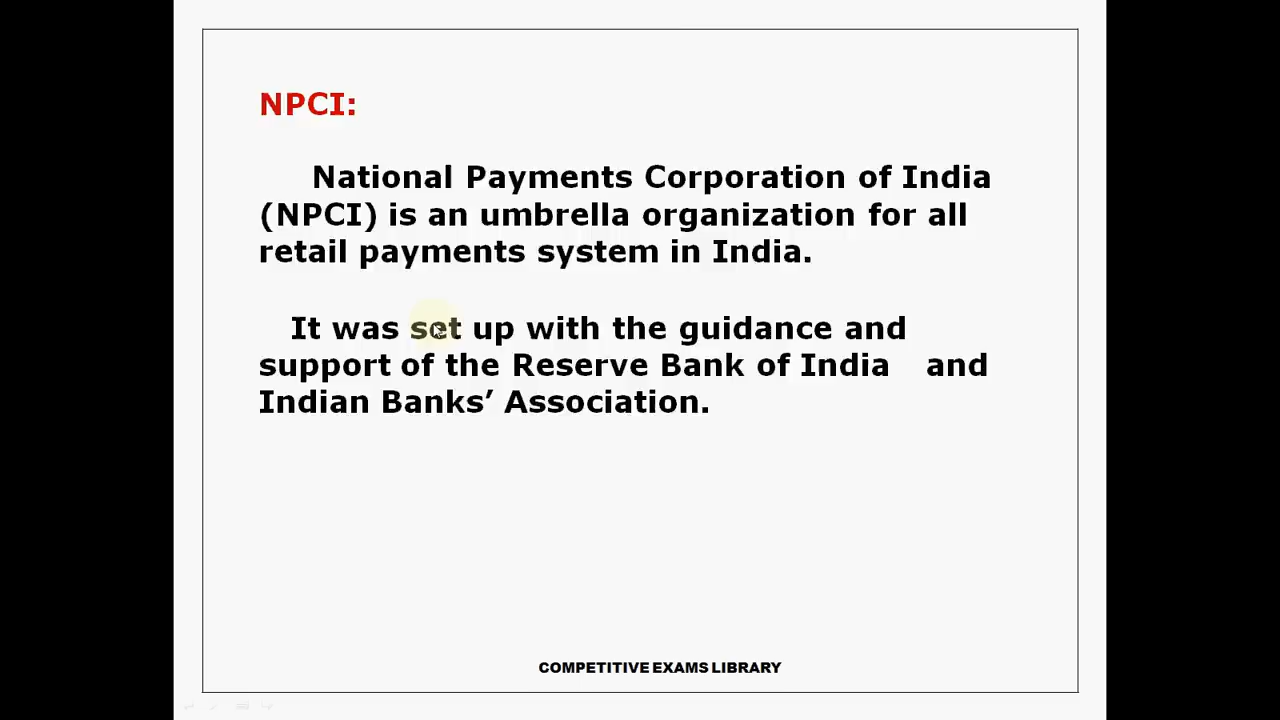 NPCI:
National Payments Corporation of India
(NPCI) is an umbrella organization for all
retail payments system in India.
It was set up with the guidance and
support of the Reserve Bank of India and
Indian Banks’ Association.
COMPETITIVE EXAMS LIBRARY